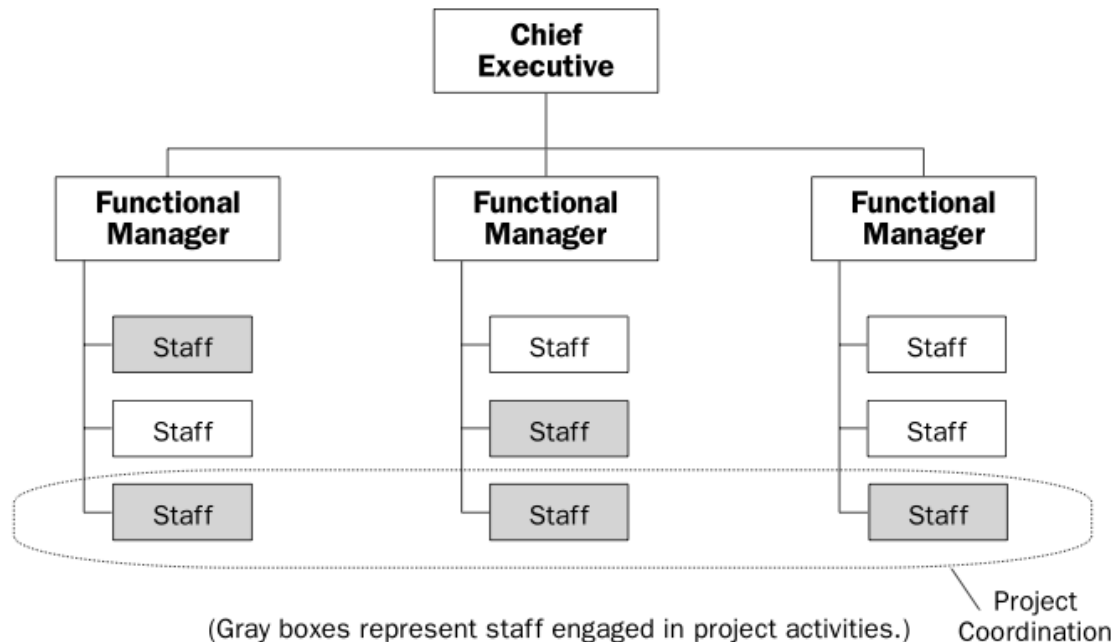 Chief
Executive
Functional
Manager
Functional
Manager
Functional
Manager
Staff
Staff
Staff
Staff
Staff
Staff
Staff
Staff
Staff
(Gray boxes represent staff engaged in project activities.)
Project
Coordination